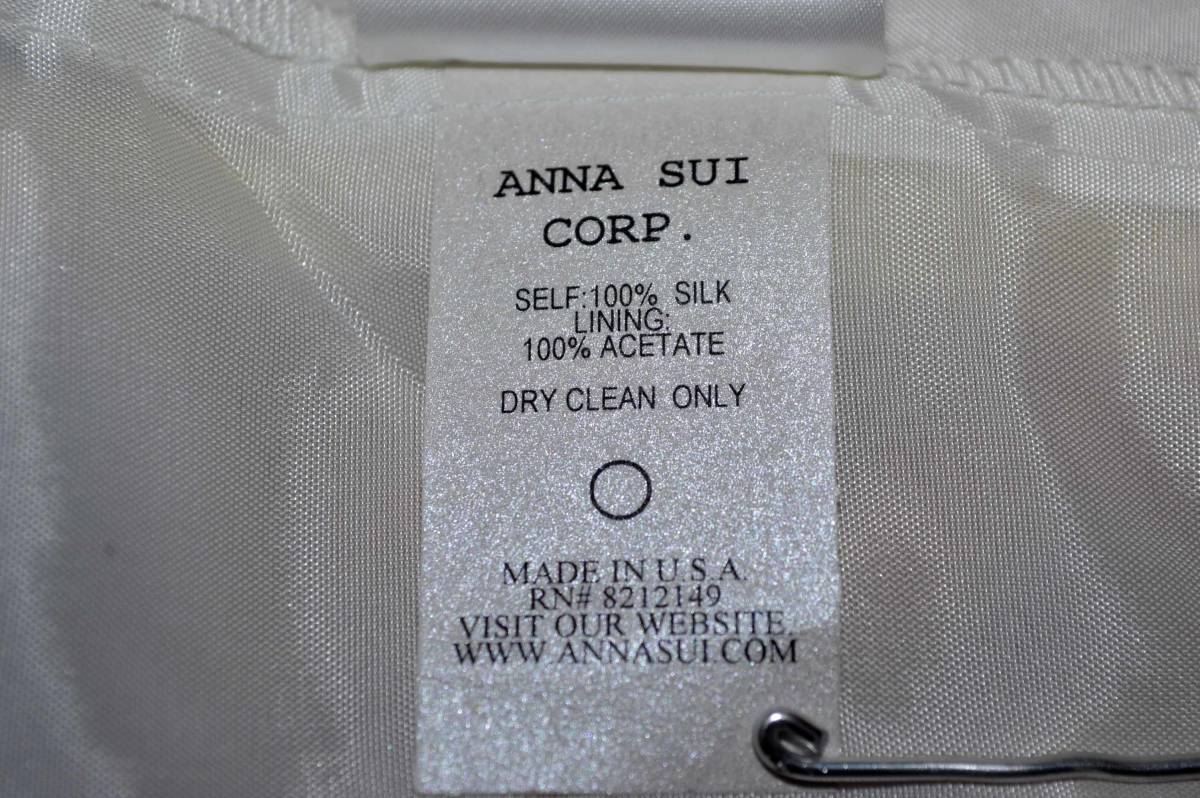 ANNA SUI
CORP.
SELF:100% SILK
LINING:
100% ACETATE
DRY CLEAN ONLY
MADE IN U.S.A.
RN# 8212149
VISIT OUR WEBSITE.
WWW.ANNASUI.COM